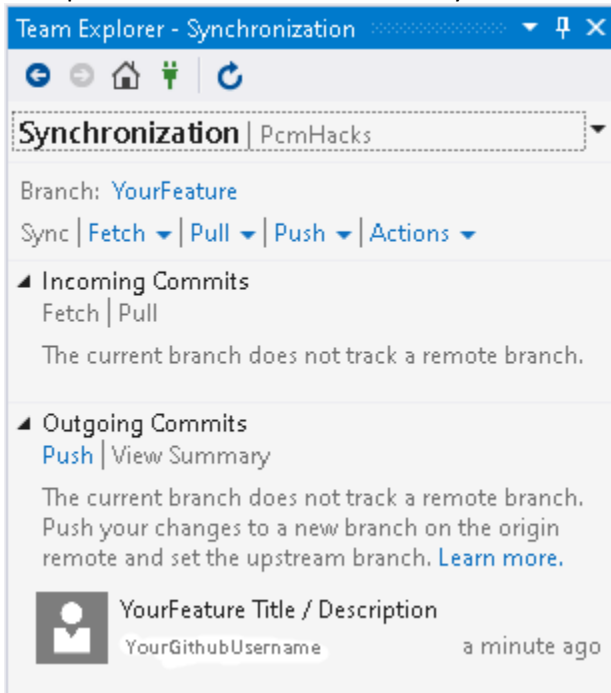 Team Explorer - Synchronization
Synchronization | PcmHacks
Branch: YourFeature
Sync | Fetch | Pull | Push | Actions
Incoming Commits
Fetch | Pull
The current branch does not track a remote branch.
Outgoing Commits
Push | View Summary
The current branch does not track a remote branch.
Push your changes to a new branch on the origin
remote and set the upstream branch. Learn more.
YourFeature Title / Description
YourGithubUsername a minute ago